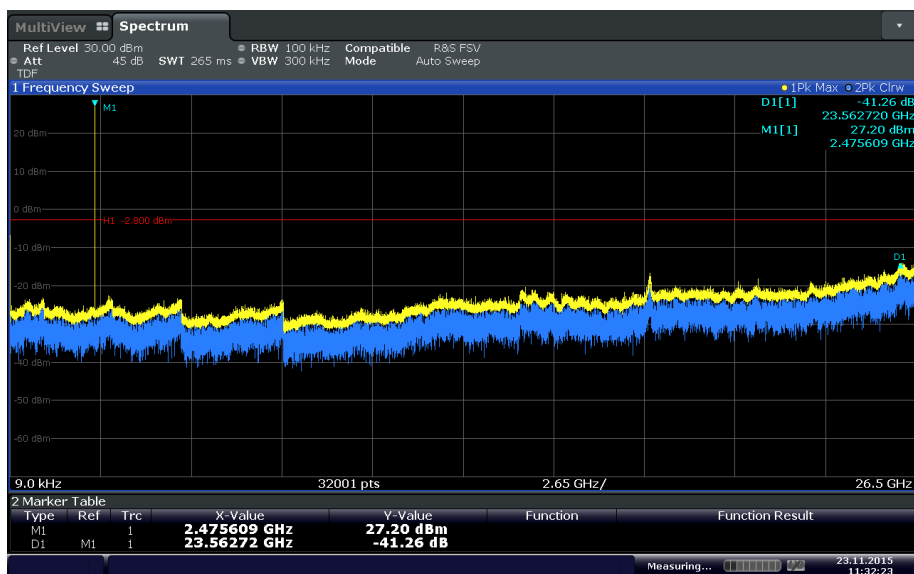 MultiView Spectrum
Ref Level 30.00 dBm RBW 100 kHz Compatible R&S FSV
Att 45 dB SWT 265 ms VBW 300 kHz Mode Auto Sweep
TDF
1 Frequency Sweep 1Pk Max 2Pk Clrw
M1
D1[1] -41.26 dB
23.562720 GHz
M1[1] 27.20 dBm
2.475609 GHz
20 dBm
10 dBm
0 dBm
H1 -2.800 dBm
-10 dBm
D1
-20 dBm
-40 dBm
-50 dBm
-60 dBm
9.0 kHz 32001 pts 2.65 GHz/ 26.5 GHz
2 Marker Table
Type Ref Trc X-Value Y-Value Function Function Result
M1 1 2.475609 GHz 27.20 dBm
D1 M1 1 23.56272 GHz -41.26 dB
Measuring... 23.11.2015
11:32:23